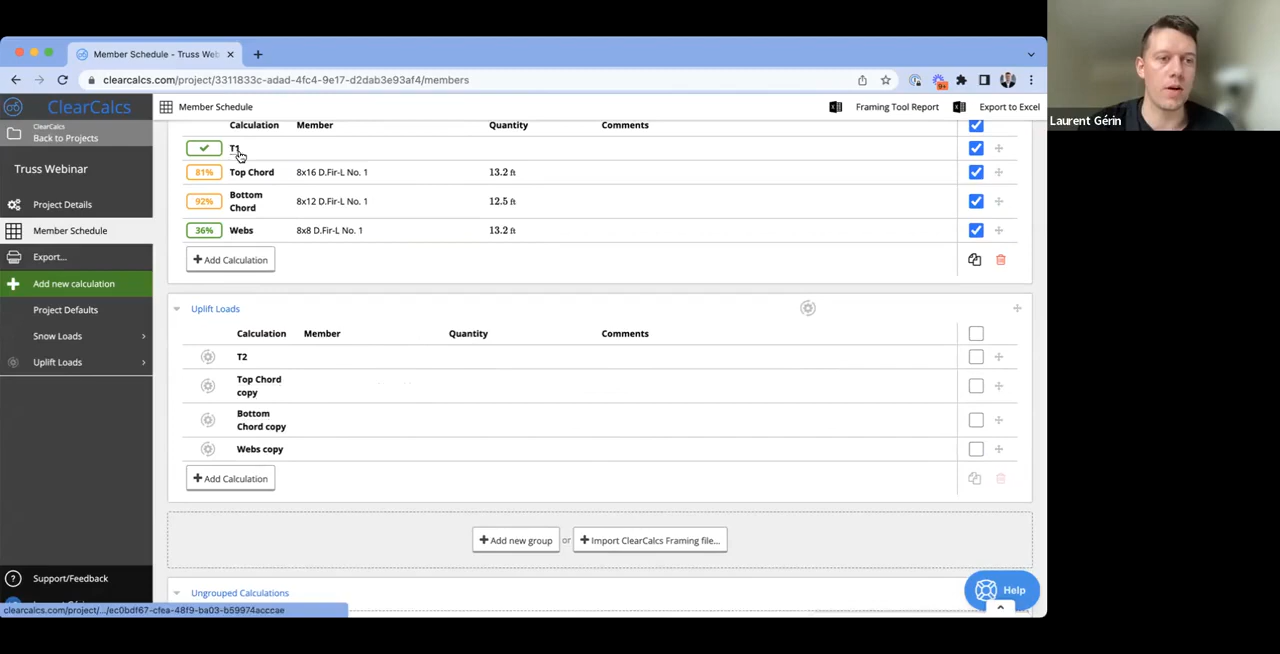 Member Schedule - Truss Web
clearcalcs.com/project/3311833c-adad-4fc4-9e17-d2dab3e93af4/members
9+
ClearCalcs
Member Schedule
Framing Tool Report
Export to Excel
Laurent Gérin
ClearCalcs
Back to Projects
Truss Webinar
Project Details
Member Schedule
Export...
Add new calculation
Project Defaults
Snow Loads
Uplift Loads
Support/Feedback
Calculation Member Quantity Comments
T1
81% Top Chord 8x16 D.Fir-L No. 1 13.2 ft
92% Bottom Chord 8x12 D.Fir-L No. 1 12.5 ft
36% Webs 8x8 D.Fir-L No. 1 13.2 ft
+ Add Calculation
Uplift Loads
Calculation Member Quantity Comments
T2
Top Chord
copy
Bottom
Chord copy
Webs copy
+ Add Calculation
+ Add new group or + Import ClearCalcs Framing file...
Ungrouped Calculations
Help
clearcalcs.com/project/.../ec0bdf67-cfea-48f9-ba03-b59974acccae